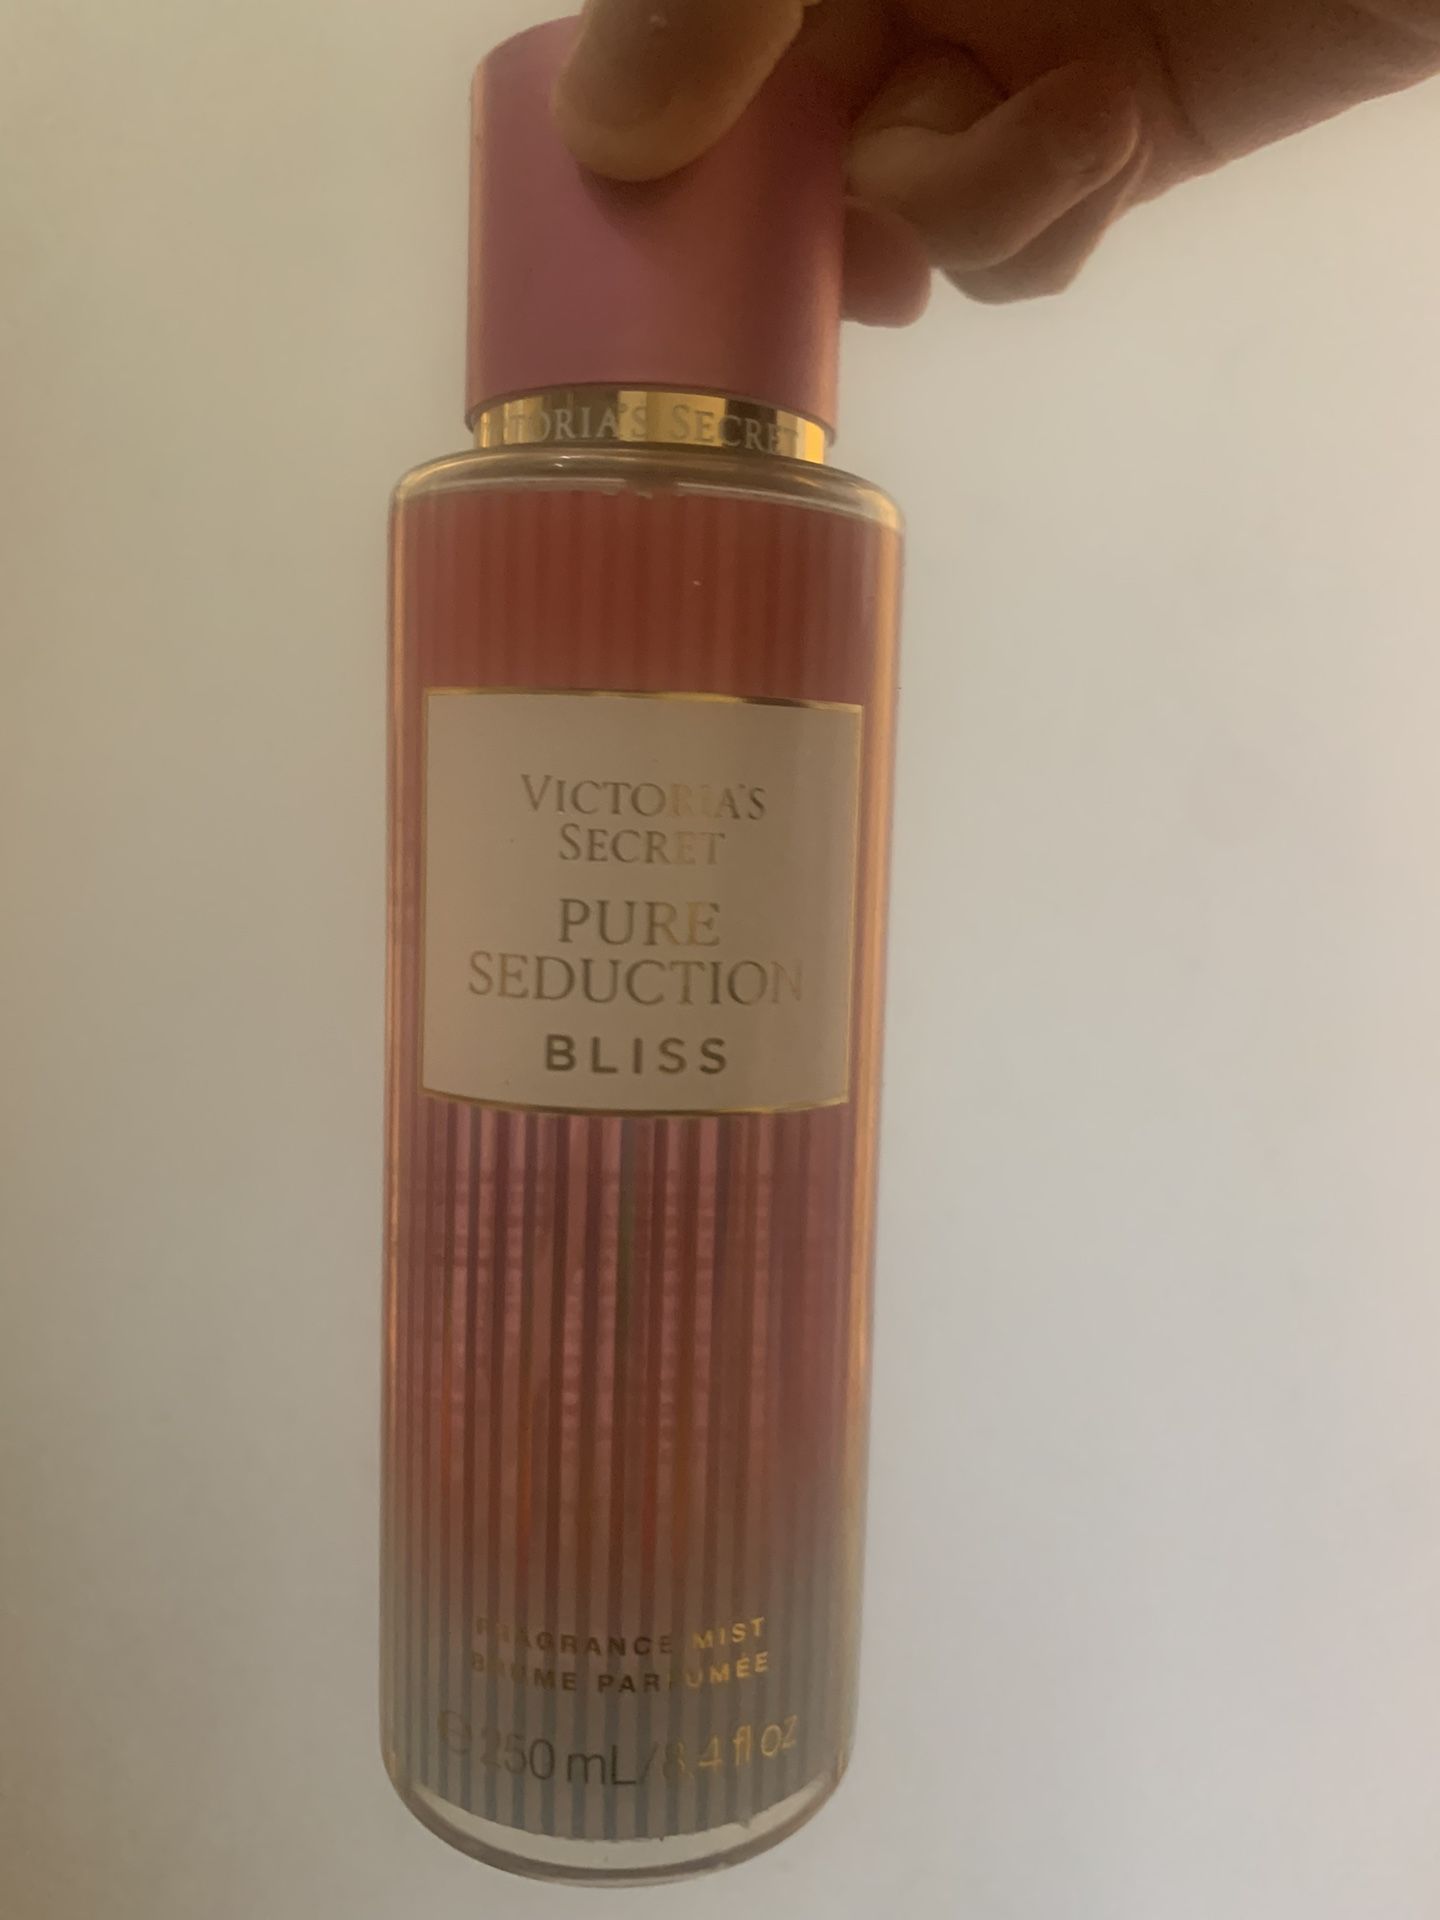 VICTORIA'S SECRET
VICTORIA'S
SECRET
PURE
SEDUCTION
BLISS
FRAGRANCE MIST
BRUME PARFUMÉE
℮ 250 mL / 8.4 fl oz